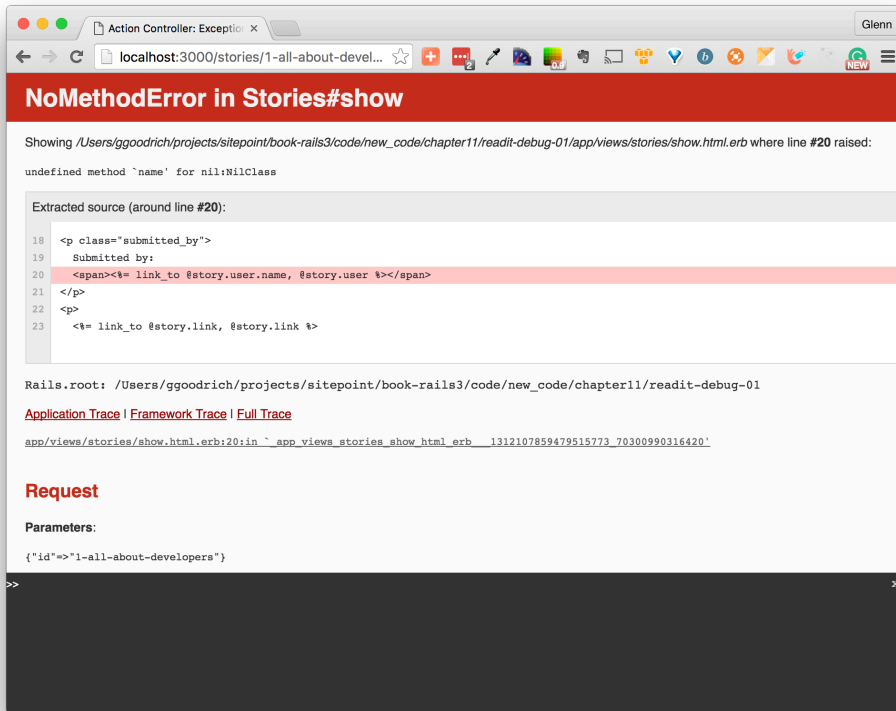 Action Controller: Exception
Glenn
localhost:3000/stories/1-all-about-devel...
2
0.9
b
NEW
NoMethodError in Stories#show
Showing /Users/ggoodrich/projects/sitepoint/book-rails3/code/new_code/chapter11/readit-debug-01/app/views/stories/show.html.erb where line #20 raised:
undefined method `name' for nil:NilClass
Extracted source (around line #20):
18 <p class="submitted_by">
19 Submitted by:
20 <span><%= link_to @story.user.name, @story.user %></span>
21 </p>
22 <p>
23 <%= link_to @story.link, @story.link %>
Rails.root: /Users/ggoodrich/projects/sitepoint/book-rails3/code/new_code/chapter11/readit-debug-01
Application Trace | Framework Trace | Full Trace
app/views/stories/show.html.erb:20:in `_app_views_stories_show_html_erb___1312107859479515773_70300990316420'
Request
Parameters:
{"id"=>"1-all-about-developers"}
>>